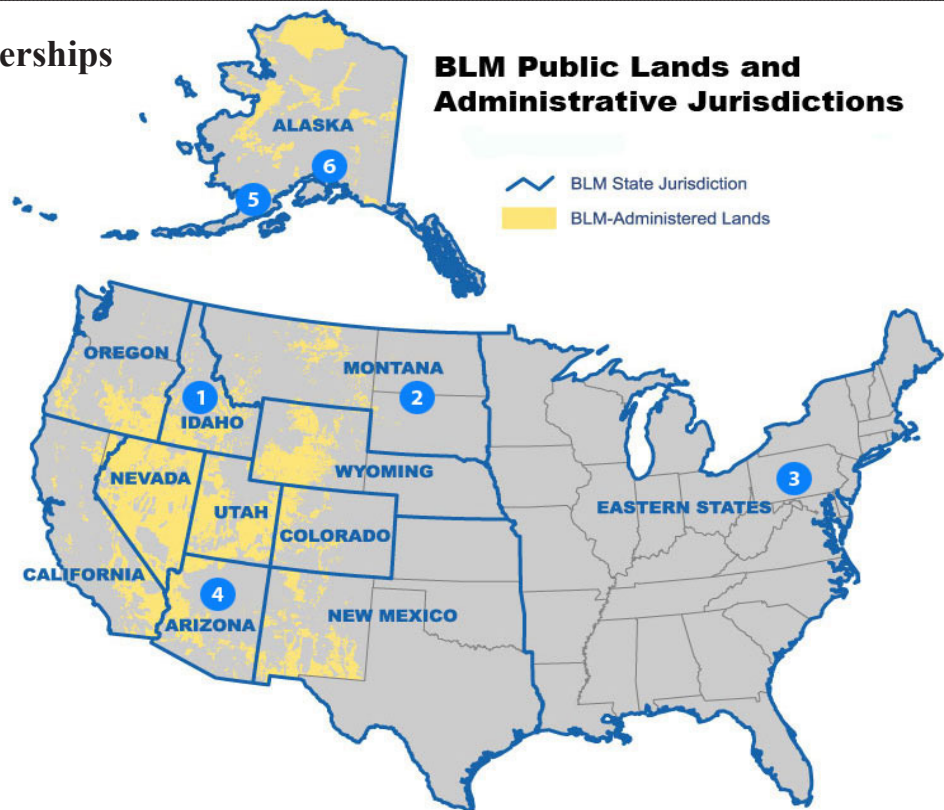 erships
BLM Public Lands and
Administrative Jurisdictions
BLM State Jurisdiction
BLM-Administered Lands
ALASKA
6
5
OREGON
MONTANA
1
2
IDAHO
WYOMING
NEVADA
3
UTAH
EASTERN STATES
COLORADO
CALIFORNIA
4
NEW MEXICO
ARIZONA